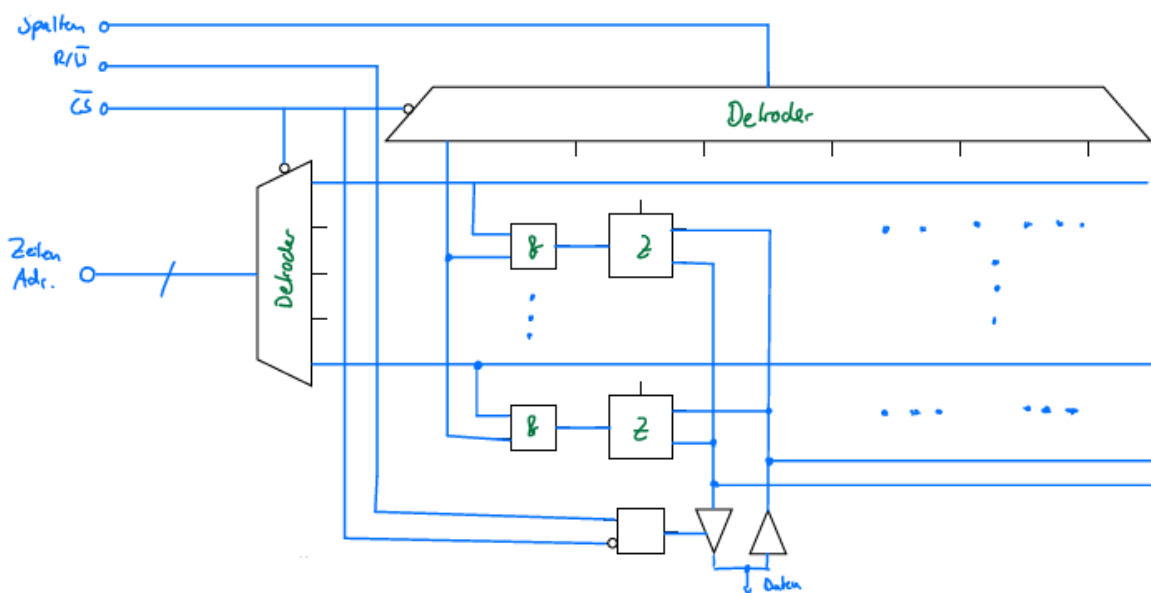 Spalten
R/W̅
C̅S̅
Dekoder
Zeilen
Adr.
Dekoder
&
Z
&
Z
Daten